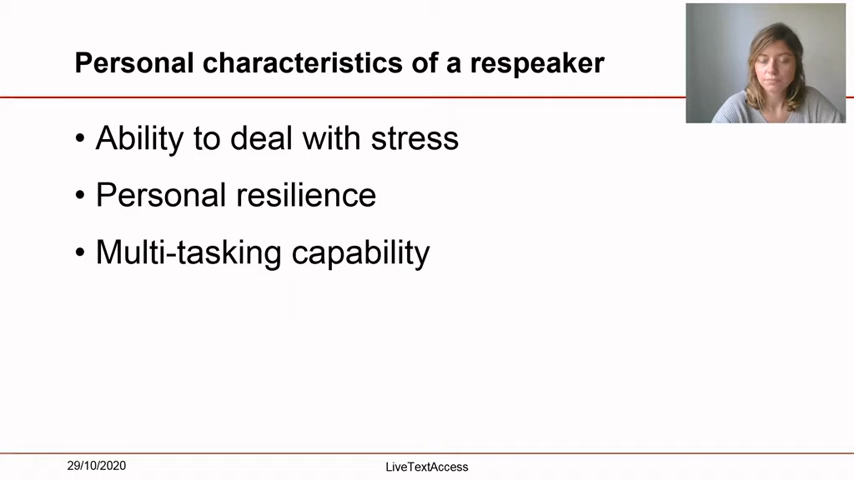 Personal characteristics of a respeaker
• Ability to deal with stress
• Personal resilience
• Multi-tasking capability
29/10/2020
LiveTextAccess